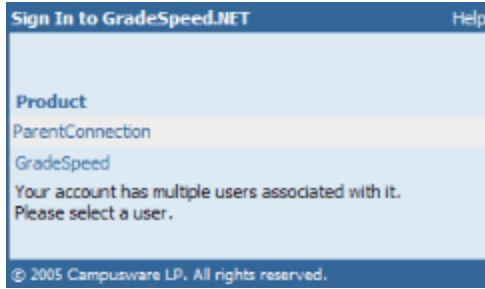 Sign In to GradeSpeed.NET Help
Product
ParentConnection
GradeSpeed
Your account has multiple users associated with it.
Please select a user.
© 2005 Campusware LP. All rights reserved.